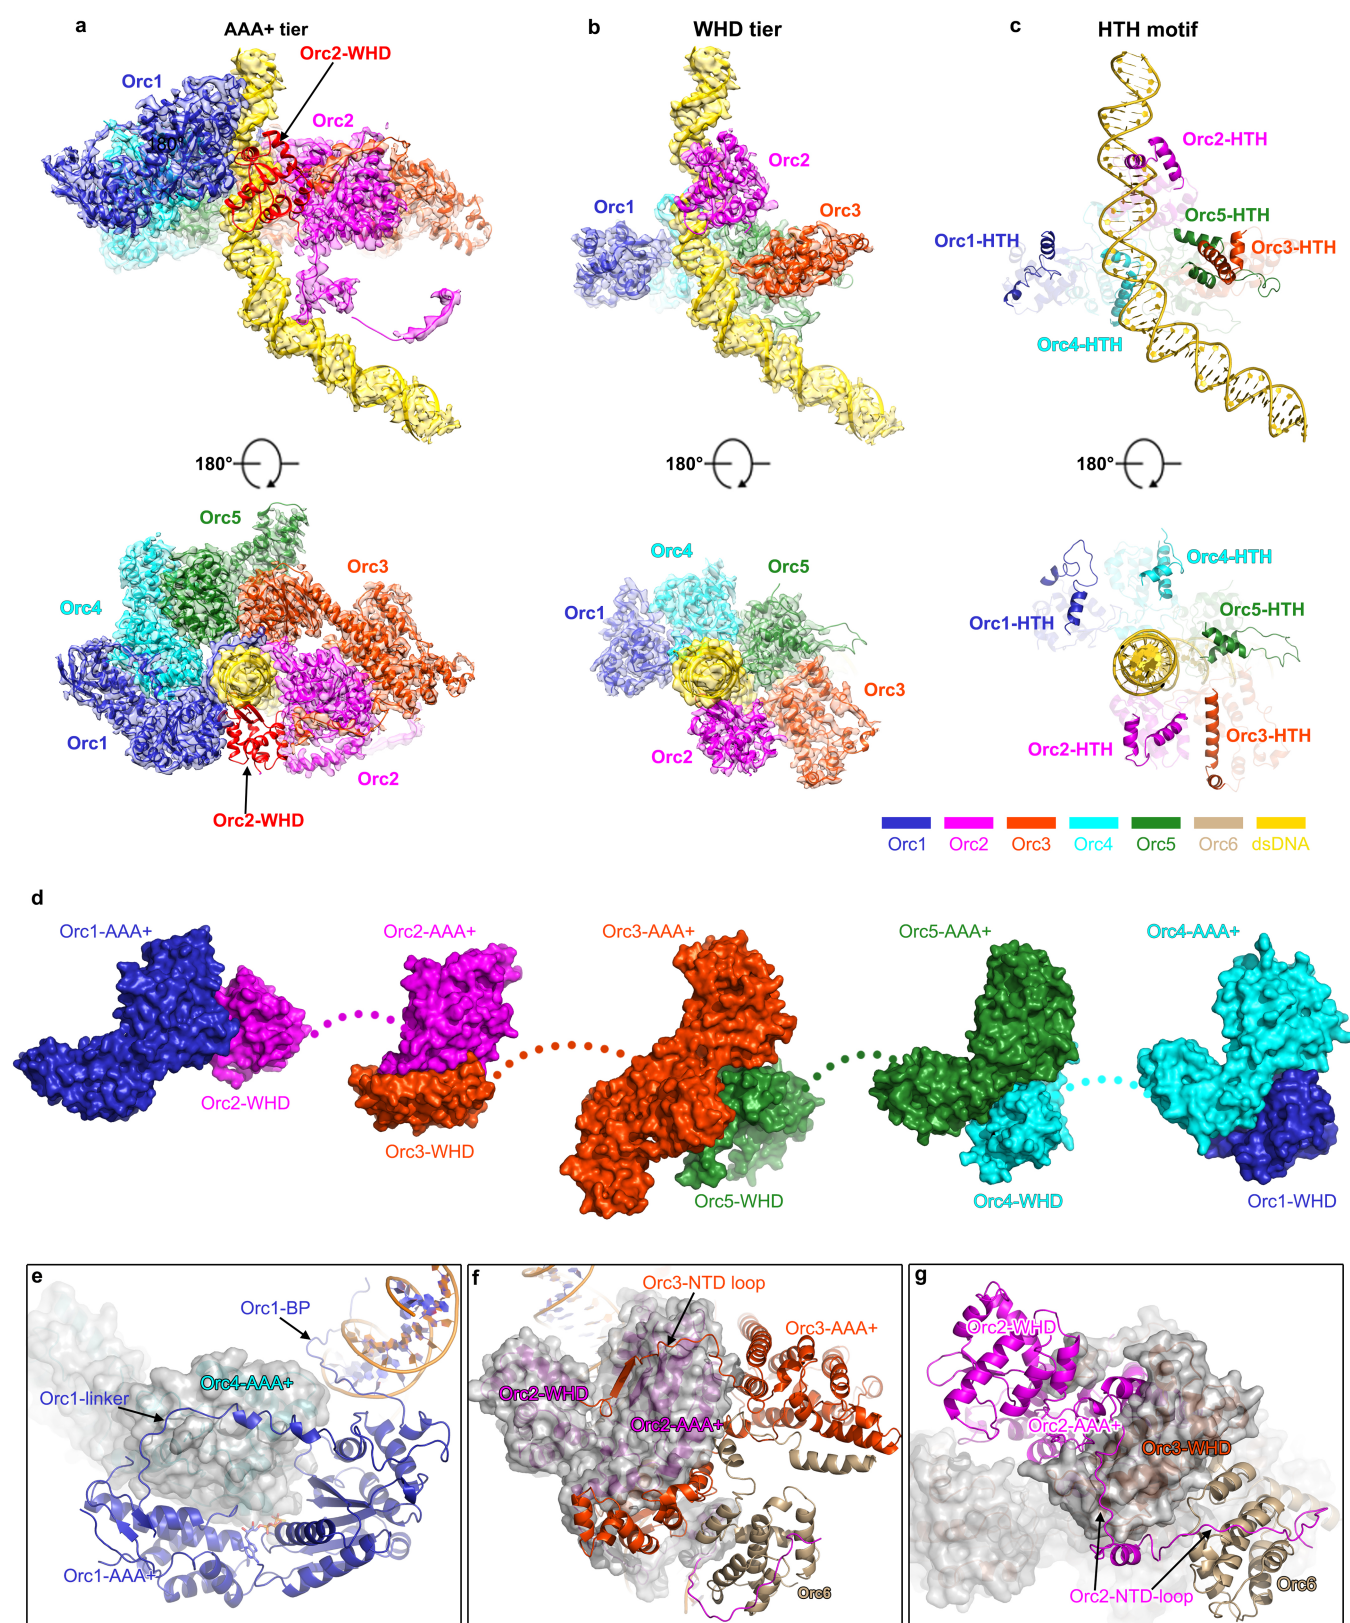 a
AAA+ tier
Orc2-WHD
Orc1
180°
Orc2
180°
Orc5
Orc3
Orc4
Orc1
Orc2
Orc2-WHD
b
WHD tier
Orc2
Orc1
Orc3
180°
Orc4
Orc5
Orc1
Orc3
Orc2
c
HTH motif
Orc2-HTH
Orc5-HTH
Orc1-HTH
Orc3-HTH
Orc4-HTH
180°
Orc4-HTH
Orc5-HTH
Orc1-HTH
Orc2-HTH
Orc3-HTH
Orc1 Orc2 Orc3 Orc4 Orc5 Orc6 dsDNA
d
Orc1-AAA+
Orc2-AAA+
Orc3-AAA+
Orc5-AAA+
Orc4-AAA+
Orc2-WHD
Orc3-WHD
Orc5-WHD
Orc4-WHD
Orc1-WHD
e
Orc1-BP
Orc4-AAA+
Orc1-linker
Orc1-AAA+
f
Orc3-NTD loop
Orc3-AAA+
Orc2-WHD
Orc2-AAA+
Orc6
g
Orc2-WHD
Orc2-AAA+
Orc3-WHD
Orc2-NTD-loop
Orc6